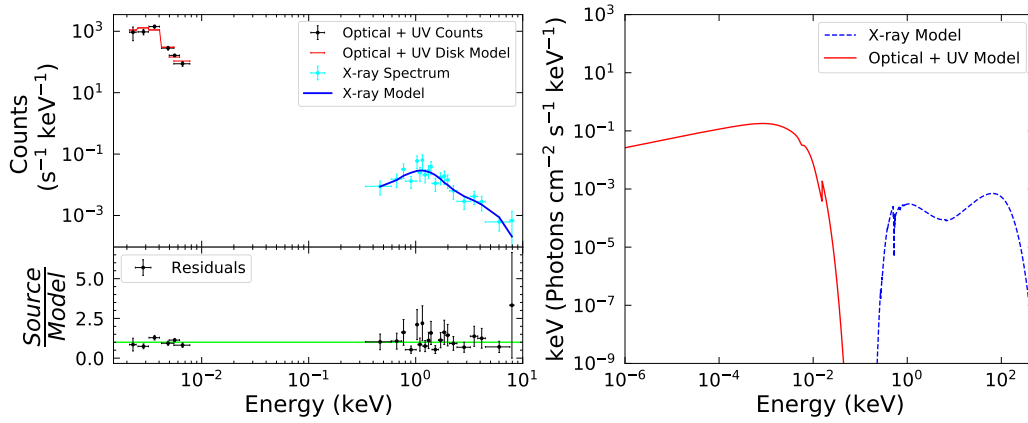 Counts
(s⁻¹ keV⁻¹)
10³
10¹
10⁻¹
10⁻³
Optical + UV Counts
Optical + UV Disk Model
X-ray Spectrum
X-ray Model
Source
Model
5.0
2.5
0.0
Residuals
10⁻² 10⁻¹ 10⁰ 10¹
Energy (keV)
keV (Photons cm⁻² s⁻¹ keV⁻¹)
10³
10¹
10⁻¹
10⁻³
10⁻⁵
10⁻⁷
10⁻⁹
X-ray Model
Optical + UV Model
10⁻⁶ 10⁻⁴ 10⁻² 10⁰ 10²
Energy (keV)